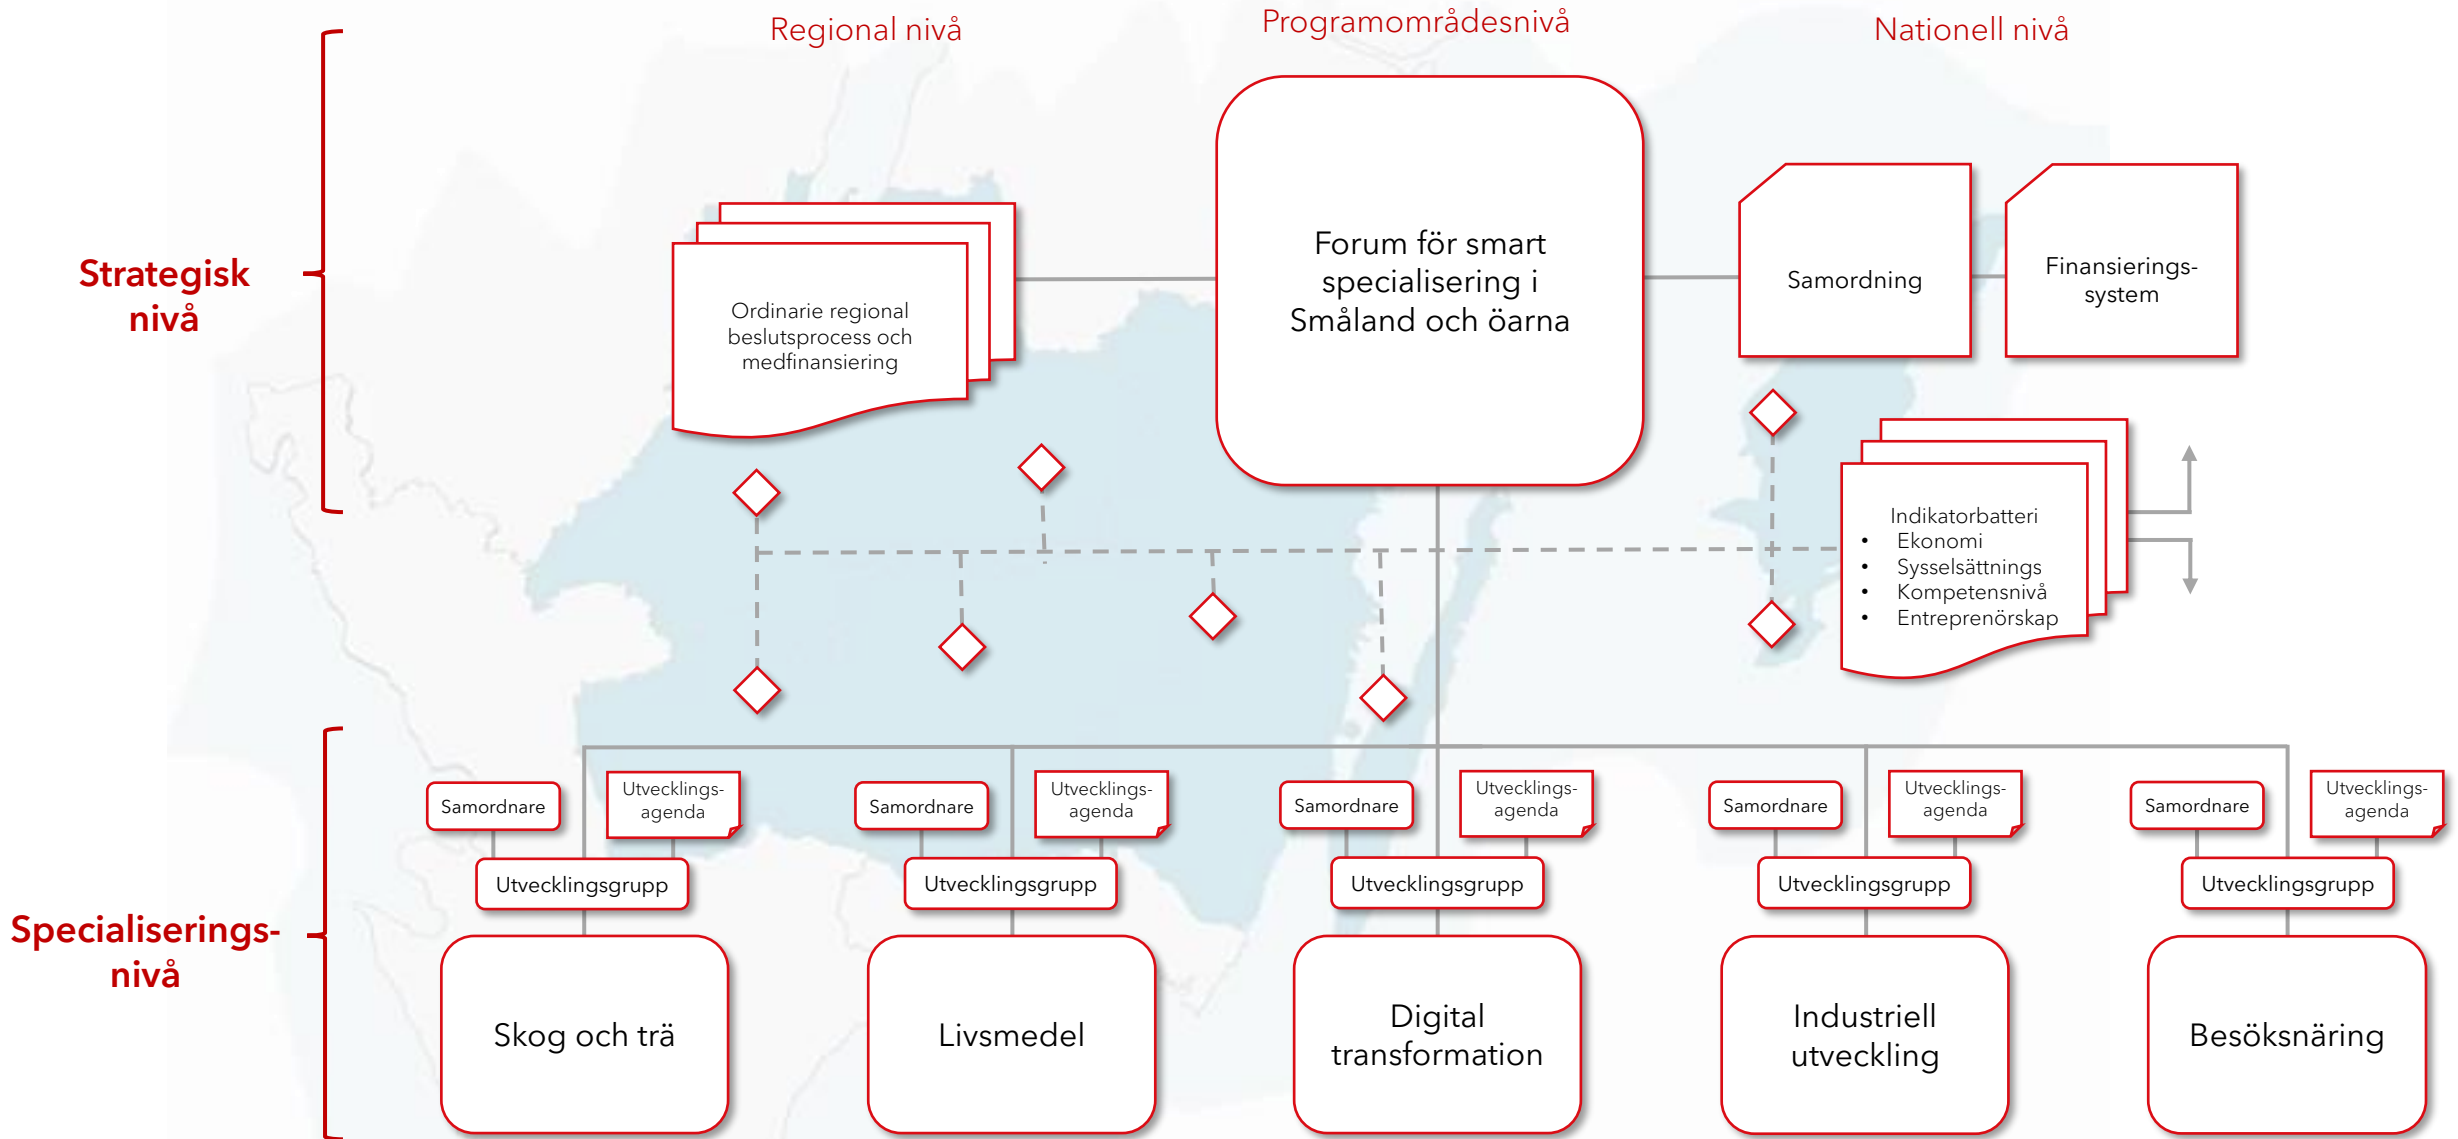 Regional nivå
Programområdesnivå
Nationell nivå
Strategisk
nivå
Ordinarie regional
beslutsprocess och
medfinansiering
Forum för smart
specialisering i
Småland och öarna
Samordning
Finansierings-
system
Indikatorbatteri
• Ekonomi
• Sysselsättnings
• Kompetensnivå
• Entreprenörskap
Specialiserings-
nivå
Samordnare
Utvecklings-
agenda
Utvecklingsgrupp
Skog och trä
Samordnare
Utvecklings-
agenda
Utvecklingsgrupp
Livsmedel
Samordnare
Utvecklings-
agenda
Utvecklingsgrupp
Digital
transformation
Samordnare
Utvecklings-
agenda
Utvecklingsgrupp
Industriell
utveckling
Samordnare
Utvecklings-
agenda
Utvecklingsgrupp
Besöksnäring